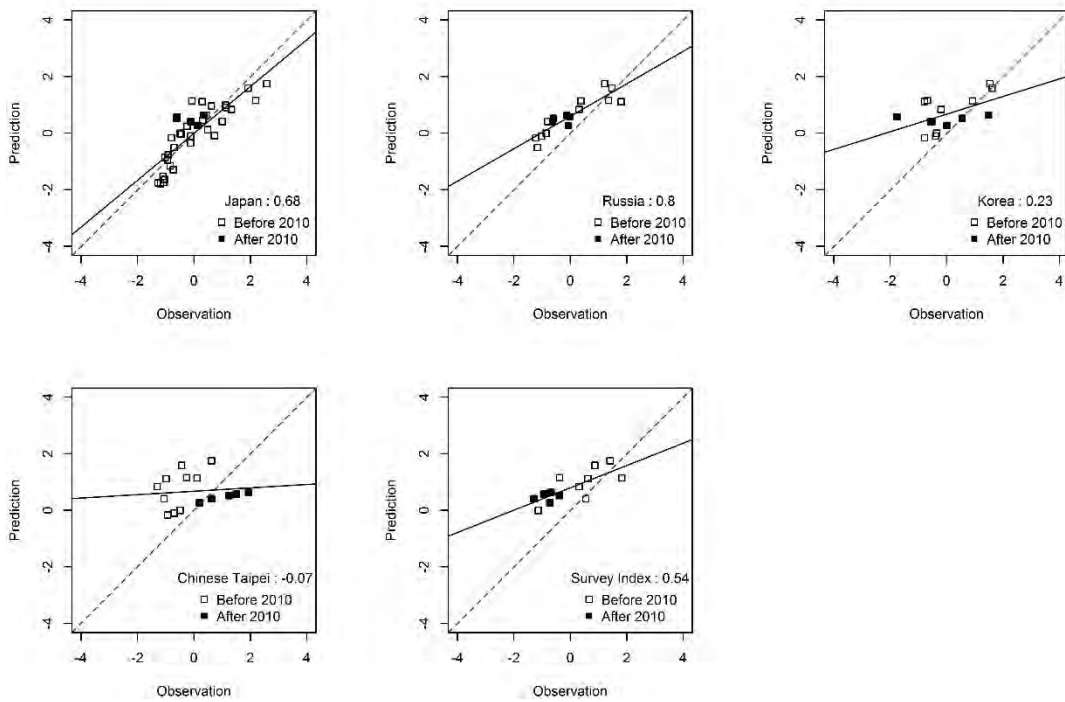 4
2
0
-2
-4
Prediction
Japan : 0.68
Before 2010
After 2010
-4 -2 0 2 4
Observation
4
2
0
-2
-4
Prediction
Russia : 0.8
Before 2010
After 2010
-4 -2 0 2 4
Observation
4
2
0
-2
-4
Prediction
Korea : 0.23
Before 2010
After 2010
-4 -2 0 2 4
Observation
4
2
0
-2
-4
Prediction
Chinese Taipei : -0.07
Before 2010
After 2010
-4 -2 0 2 4
Observation
4
2
0
-2
-4
Prediction
Survey Index : 0.54
Before 2010
After 2010
-4 -2 0 2 4
Observation